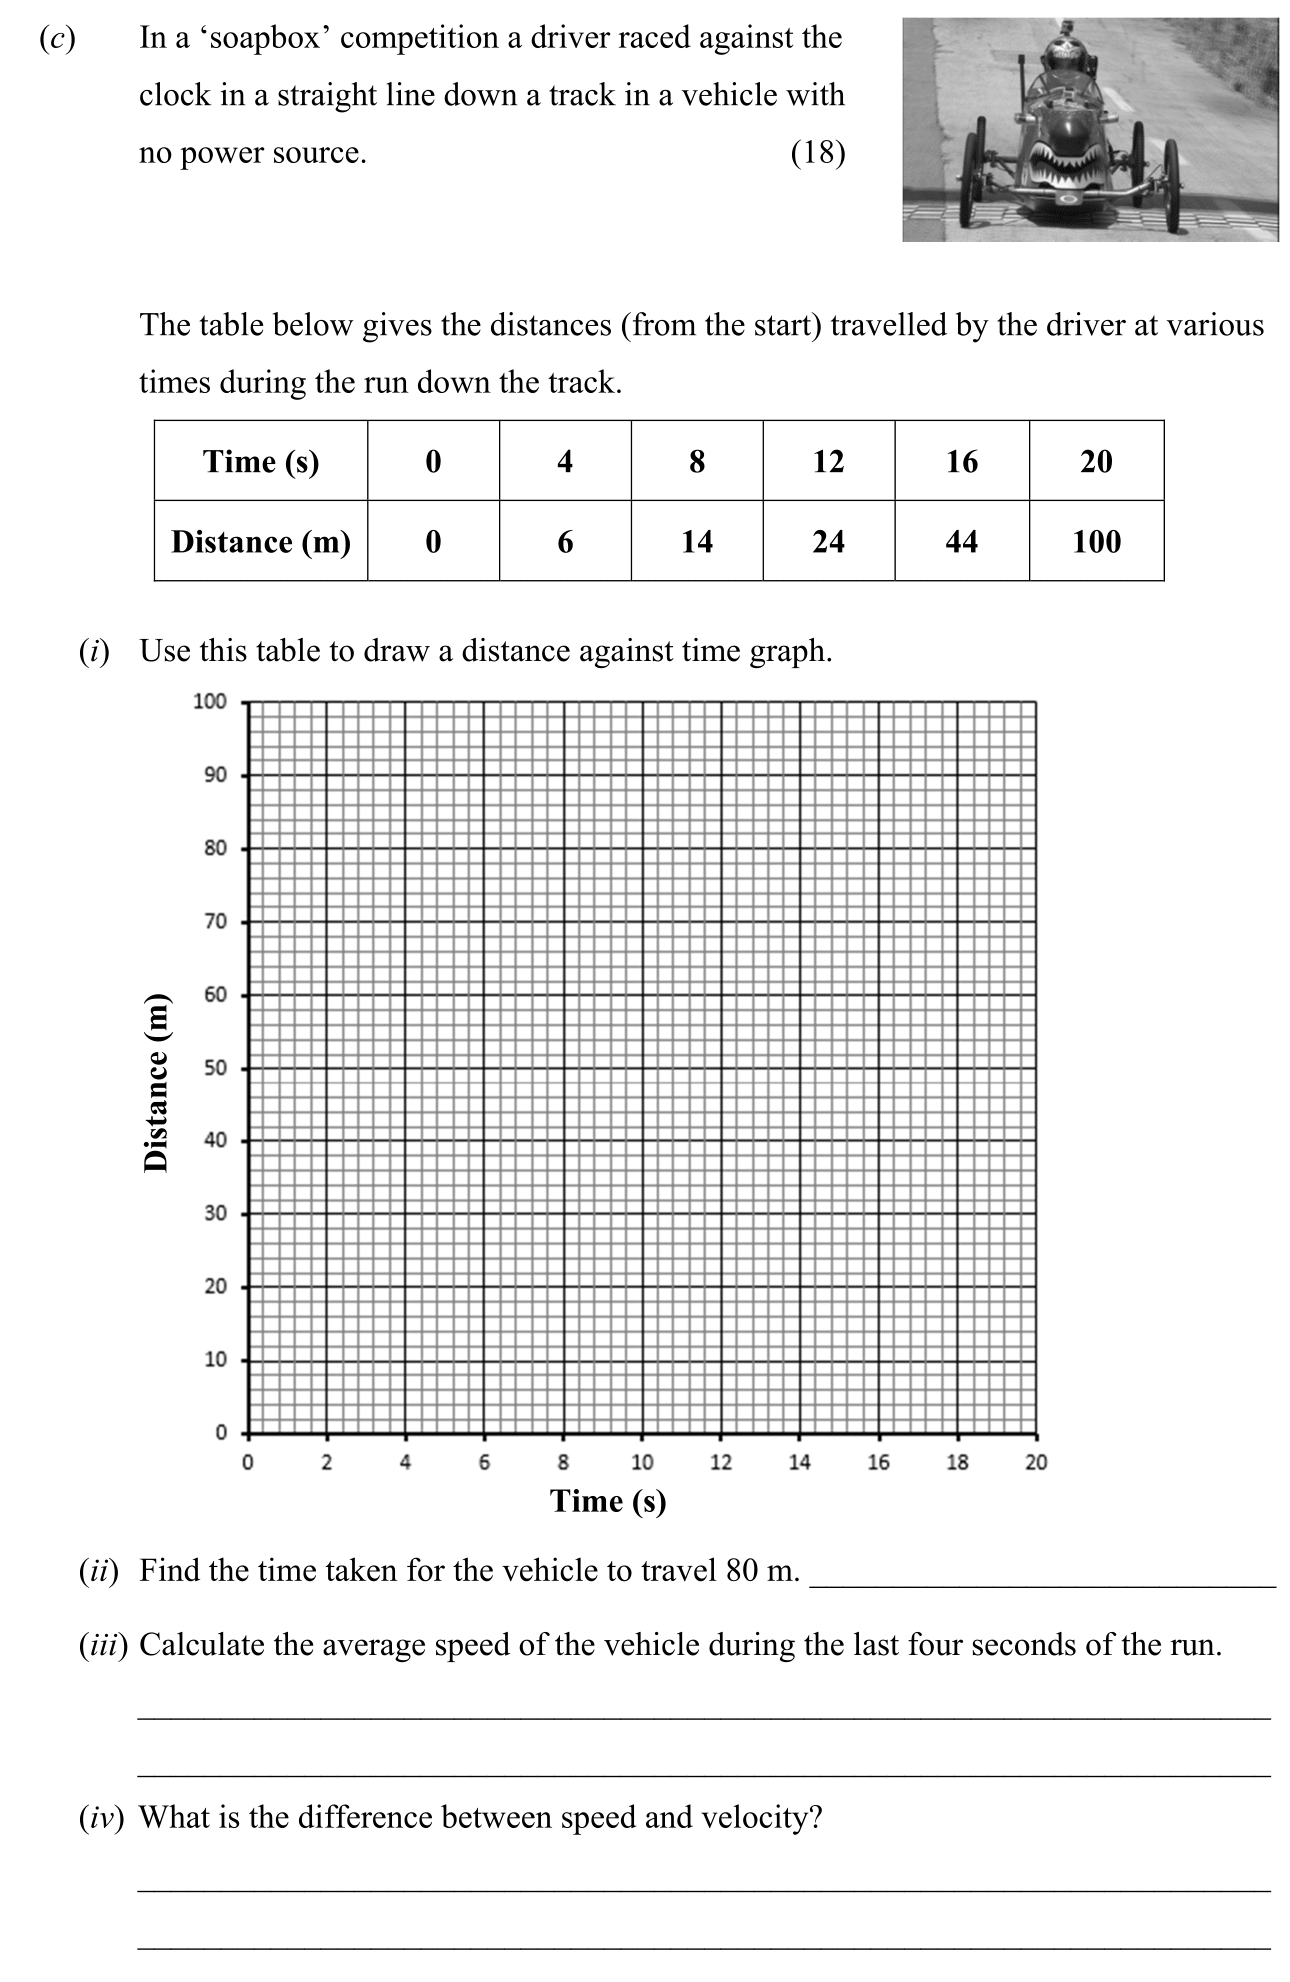 (c) In a ‘soapbox’ competition a driver raced against the
clock in a straight line down a track in a vehicle with
no power source. (18)
The table below gives the distances (from the start) travelled by the driver at various
times during the run down the track.
Time (s) 0 4 8 12 16 20
Distance (m) 0 6 14 24 44 100
(i) Use this table to draw a distance against time graph.
100
90
80
70
60
50
40
30
20
10
0
Distance (m)
0 2 4 6 8 10 12 14 16 18 20
Time (s)
(ii) Find the time taken for the vehicle to travel 80 m.
(iii) Calculate the average speed of the vehicle during the last four seconds of the run.
(iv) What is the difference between speed and velocity?